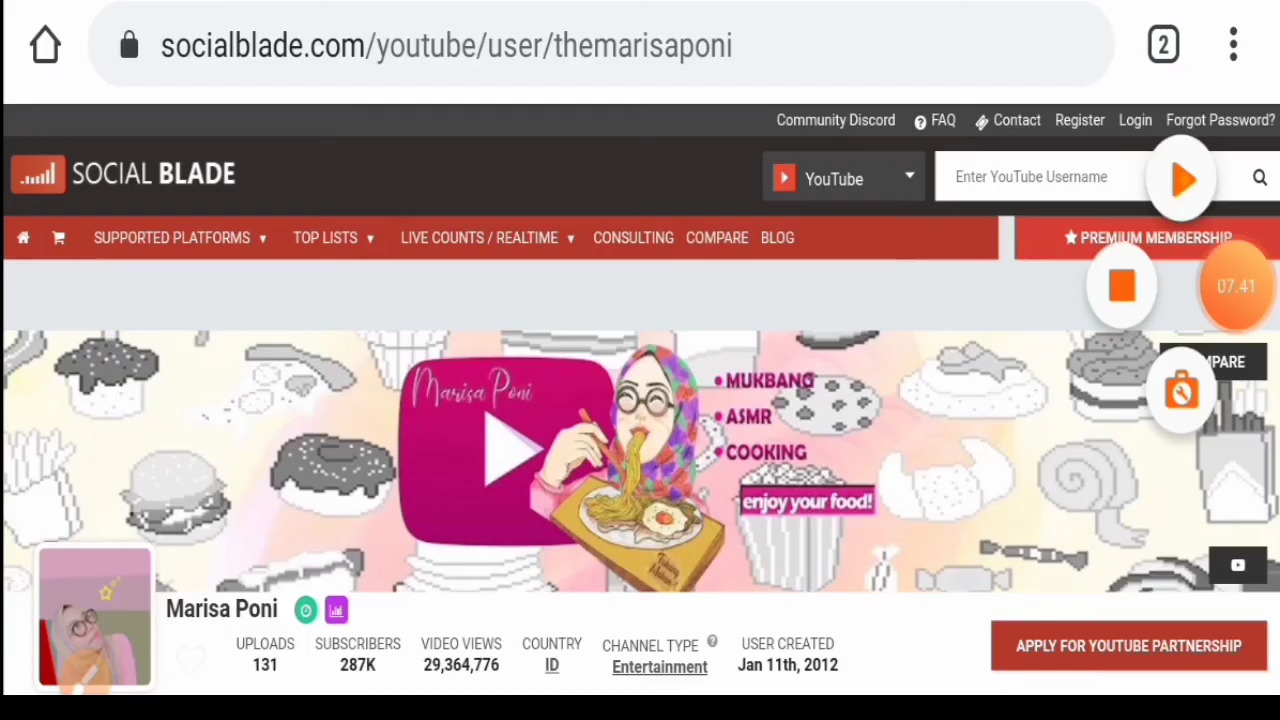 socialblade.com/youtube/user/themarisaponi
2
Community Discord FAQ Contact Register Login Forgot Password?
SOCIAL BLADE
YouTube
Enter YouTube Username
SUPPORTED PLATFORMS TOP LISTS LIVE COUNTS / REALTIME CONSULTING COMPARE BLOG
PREMIUM MEMBERSHIP
07.41
MPARE
Marisa Poni
• MUKBANG
• ASMR
• COOKING
enjoy your food!
Marisa Poni
UPLOADS SUBSCRIBERS VIDEO VIEWS COUNTRY CHANNEL TYPE USER CREATED
131 287K 29,364,776 ID Entertainment Jan 11th, 2012
APPLY FOR YOUTUBE PARTNERSHIP